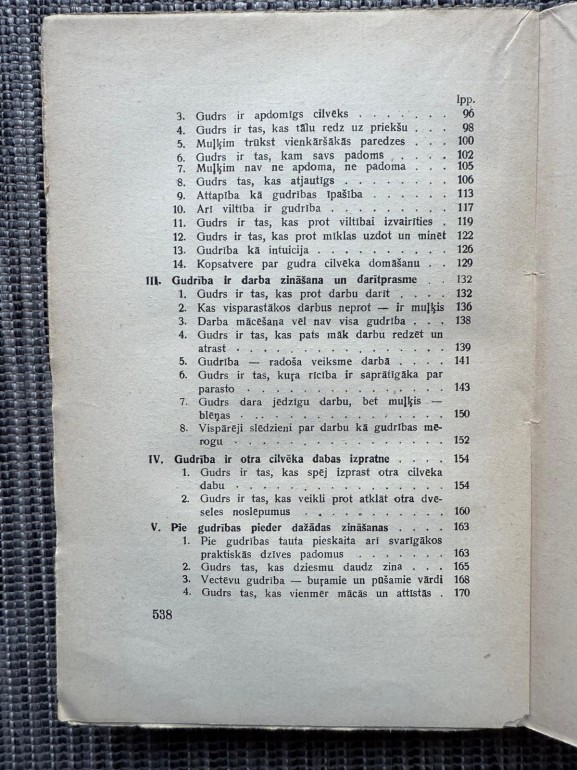 lpp.
3. Gudrs ir apdomīgs cilvēks . . . . . . . 96
4. Gudrs ir tas, kas tālu redz uz priekšu . . . 98
5. Muļķim trūkst vienkāršākās paredzes . . . 100
6. Gudrs ir tas, kam savs padoms . . . . . 102
7. Muļķim nav ne apdoma, ne padoma . . . . 105
8. Gudrs tas, kas atjautīgs . . . . . . . . 106
9. Attapība kā gudrības īpašība . . . . . . 113
10. Arī viltība ir gudrība . . . . . . . . . 117
11. Gudrs ir tas, kas prot viltībai izvairīties . 119
12. Gudrs ir tas, kas prot mīklas uzdot un minēt 122
13. Gudrība kā intuicija . . . . . . . . . . 126
14. Kopsatvere par gudra cilvēka domāšanu . . 129
III. Gudrība ir darba zināšana un darītprasme . . 132
1. Gudrs ir tas, kas prot darbu darīt . . . . 132
2. Kas visparastākos darbus neprot — ir muļķis 136
3. Darba mācēšana vēl nav visa gudrība . . . 138
4. Gudrs ir tas, kas pats māk darbu redzēt un
atrast . . . . . . . . . . . . . . . 139
5. Gudrība — radoša veiksme darbā . . . . 141
6. Gudrs ir tas, kuŗa rīcība ir saprātīgāka par
parasto . . . . . . . . . . . . . . 143
7. Gudrs dara jēdzīgu darbu, bet muļķis —
blēņas . . . . . . . . . . . . . . 150
8. Vispārēji slēdzieni par darbu kā gudrības mē-
rogu . . . . . . . . . . . . . . . 152
IV. Gudrība ir otra cilvēka dabas izpratne . . . . 154
1. Gudrs ir tas, kas spēj izprast otra cilvēka
dabu . . . . . . . . . . . . . . . 154
2. Gudrs ir tas, kas veikli prot atklāt otra dve-
seles noslēpumus . . . . . . . . . . 160
V. Pie gudrības pieder dažādas zināšanas . . . . 163
1. Pie gudrības tauta pieskaita arī svarīgākos
praktiskās dzīves padomus . . . . . . . 163
2. Gudrs tas, kas dziesmu daudz zina . . . . 165
3. Vectēvu gudrība — buŗamie un pūšamie vārdi 168
4. Gudrs tas, kas vienmēr mācās un attīstās . 170
538